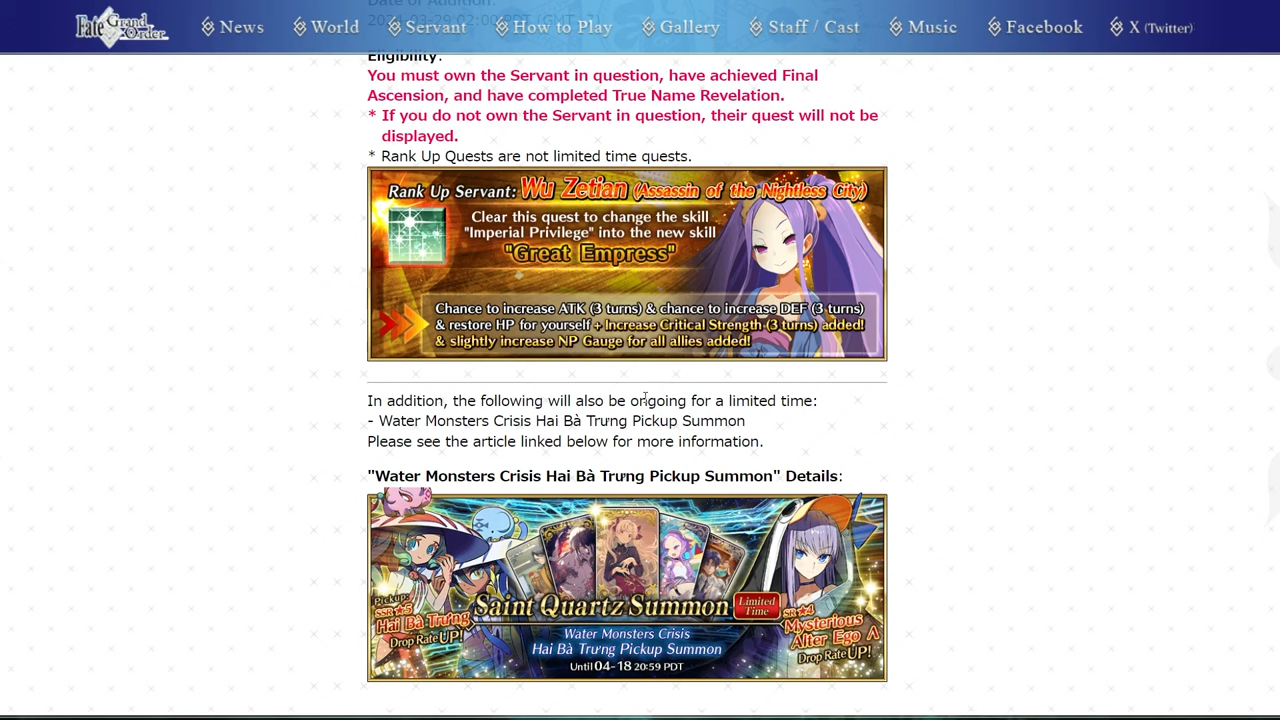 Fate Grand Order
News
World
Servant
How to Play
Gallery
Staff / Cast
Music
Facebook
X (Twitter)
Date of Addition:
Eligibility:
You must own the Servant in question, have achieved Final
Ascension, and have completed True Name Revelation.
* If you do not own the Servant in question, their quest will not be
displayed.
* Rank Up Quests are not limited time quests.
Rank Up Servant: Wu Zetian (Assassin of the Nightless City)
Clear this quest to change the skill
"Imperial Privilege" into the new skill
"Great Empress"
Chance to increase ATK (3 turns) & chance to increase DEF (3 turns)
& restore HP for yourself + Increase Critical Strength (3 turns) added!
& slightly increase NP Gauge for all allies added!
In addition, the following will also be ongoing for a limited time:
- Water Monsters Crisis Hai Bà Trưng Pickup Summon
Please see the article linked below for more information.
"Water Monsters Crisis Hai Bà Trưng Pickup Summon" Details:
Pickup:
SSR ★5
Hai Bà Trưng
Drop Rate UP!
Saint Quartz Summon
Limited
Time
Water Monsters Crisis
Hai Bà Trưng Pickup Summon
Until 04-18 20:59 PDT
SR ★4
Mysterious
Alter Ego Λ
Drop Rate UP!